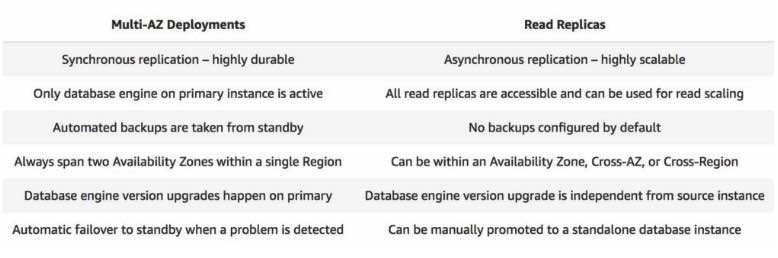 Multi-AZ Deployments Read Replicas
Synchronous replication – highly durable Asynchronous replication – highly scalable
Only database engine on primary instance is active All read replicas are accessible and can be used for read scaling
Automated backups are taken from standby No backups configured by default
Always span two Availability Zones within a single Region Can be within an Availability Zone, Cross-AZ, or Cross-Region
Database engine version upgrades happen on primary Database engine version upgrade is independent from source instance
Automatic failover to standby when a problem is detected Can be manually promoted to a standalone database instance